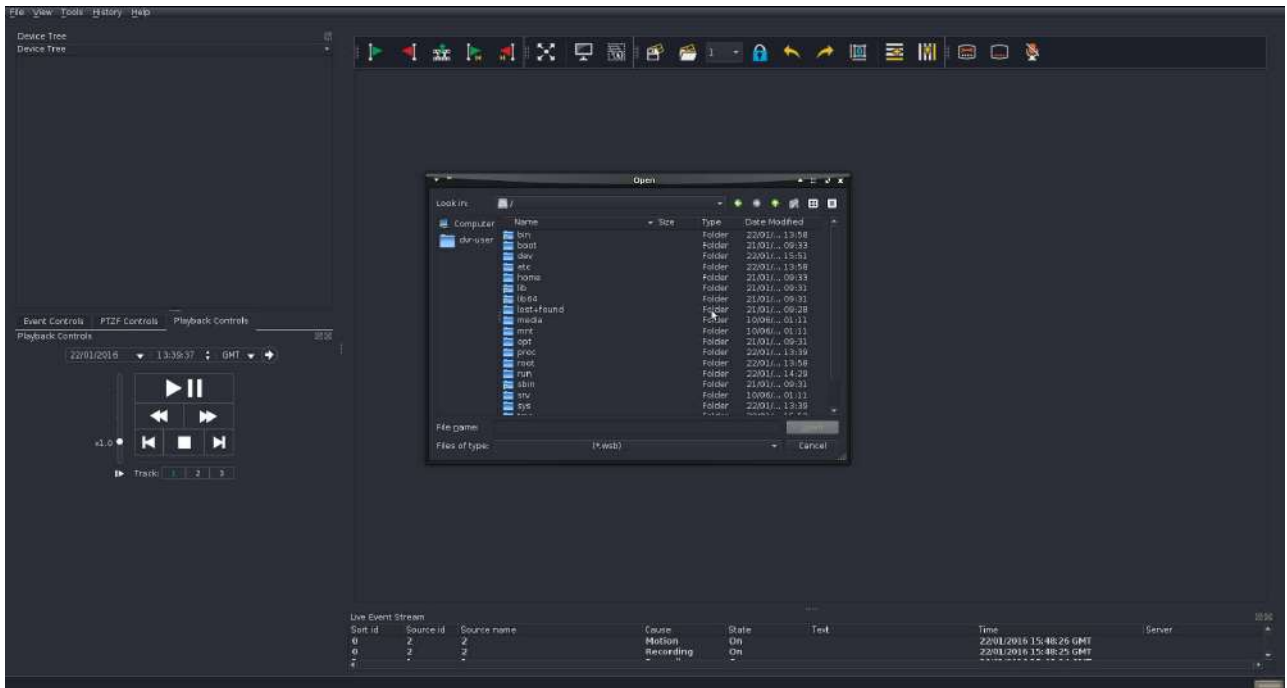 File View Tools History Help
Device Tree
Device Tree
1
Open
Look in: /
Computer
dvr-user
Name Size Type Date Modified
bin Folder 22/01/... 13:58
boot Folder 21/01/... 09:33
dev Folder 22/01/... 15:51
etc Folder 22/01/... 13:58
home Folder 21/01/... 09:33
lib Folder 21/01/... 09:31
lib64 Folder 21/01/... 09:31
lost+found Folder 21/01/... 09:28
media Folder 10/06/... 01:11
mnt Folder 10/06/... 01:11
opt Folder 21/01/... 09:31
proc Folder 22/01/... 13:39
root Folder 22/01/... 13:58
run Folder 22/01/... 14:29
sbin Folder 21/01/... 09:31
srv Folder 10/06/... 01:11
sys Folder 22/01/... 13:39
File name:
Files of type: (*.wsb) Cancel
Event Controls PTZF Controls Playback Controls
Playback Controls
22/01/2016 13:39:37 GMT
x1.0
Track: 1 2 3
Live Event Stream
Sort id Source id Source name Cause State Text Time Server
0 2 2 Motion On 22/01/2016 15:48:26 GMT
0 2 2 Recording On 22/01/2016 15:48:25 GMT